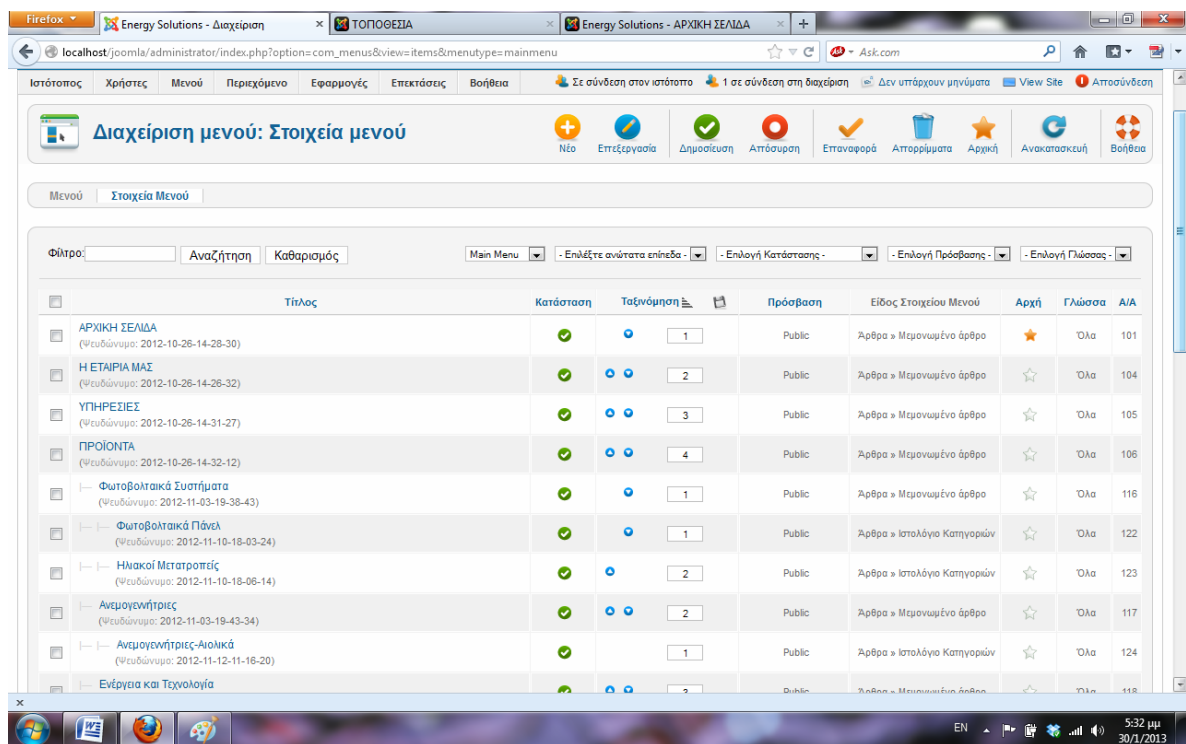 Firefox
Energy Solutions - Διαχείριση × ΤΟΠΟΘΕΣΙΑ × Energy Solutions - ΑΡΧΙΚΗ ΣΕΛΙΔΑ × +
localhost/joomla/administrator/index.php?option=com_menus&view=items&menutype=mainmenu Ask.com
Ιστότοπος Χρήστες Μενού Περιεχόμενο Εφαρμογές Επεκτάσεις Βοήθεια Σε σύνδεση στον ιστότοπο 1 σε σύνδεση στη διαχείριση Δεν υπάρχουν μηνύματα View Site Αποσύνδεση
Διαχείριση μενού: Στοιχεία μενού
Νέο Επεξεργασία Δημοσίευση Απόσυρση Επαναφορά Απορρίμματα Αρχική Ανακατασκευή Βοήθεια
Μενού Στοιχεία Μενού
Φίλτρο: Αναζήτηση Καθαρισμός Main Menu - Επιλέξτε ανώτατα επίπεδα - - Επιλογή Κατάστασης - - Επιλογή Πρόσβασης - - Επιλογή Γλώσσας -
Τίτλος Κατάσταση Ταξινόμηση Πρόσβαση Είδος Στοιχείου Μενού Αρχή Γλώσσα Α/Α
ΑΡΧΙΚΗ ΣΕΛΙΔΑ
(Ψευδώνυμο: 2012-10-26-14-28-30) 1 Public Άρθρα » Μεμονωμένο άρθρο Όλα 101
Η ΕΤΑΙΡΙΑ ΜΑΣ
(Ψευδώνυμο: 2012-10-26-14-26-32) 2 Public Άρθρα » Μεμονωμένο άρθρο Όλα 104
ΥΠΗΡΕΣΙΕΣ
(Ψευδώνυμο: 2012-10-26-14-31-27) 3 Public Άρθρα » Μεμονωμένο άρθρο Όλα 105
ΠΡΟΪΟΝΤΑ
(Ψευδώνυμο: 2012-10-26-14-32-12) 4 Public Άρθρα » Μεμονωμένο άρθρο Όλα 106
|— Φωτοβολταικά Συστήματα
(Ψευδώνυμο: 2012-11-03-19-38-43) 1 Public Άρθρα » Μεμονωμένο άρθρο Όλα 116
|— |— Φωτοβολταικά Πάνελ
(Ψευδώνυμο: 2012-11-10-18-03-24) 1 Public Άρθρα » Ιστολόγιο Κατηγοριών Όλα 122
|— |— Ηλιακοί Μετατροπείς
(Ψευδώνυμο: 2012-11-10-18-06-14) 2 Public Άρθρα » Ιστολόγιο Κατηγοριών Όλα 123
|— Ανεμογεννήτριες
(Ψευδώνυμο: 2012-11-03-19-43-34) 2 Public Άρθρα » Μεμονωμένο άρθρο Όλα 117
|— |— Ανεμογεννήτριες-Αιολικά
(Ψευδώνυμο: 2012-11-12-11-16-20) 1 Public Άρθρα » Ιστολόγιο Κατηγοριών Όλα 124
|— Ενέργεια και Τεχνολογία
3 Public Άρθρα » Μεμονωμένο άρθρο Όλα 118
×
EN 5:32 μμ
30/1/2013